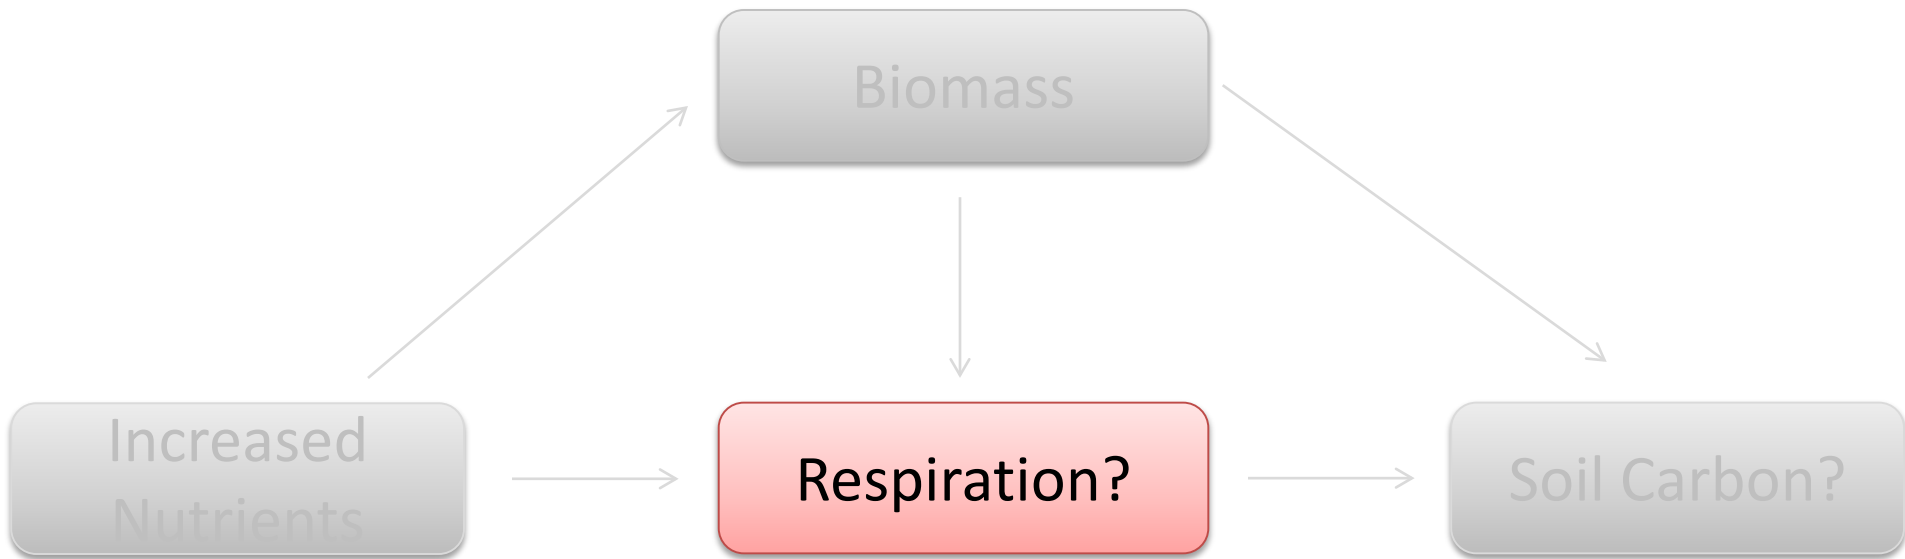 Biomass
Increased
Nutrients
Respiration?
Soil Carbon?